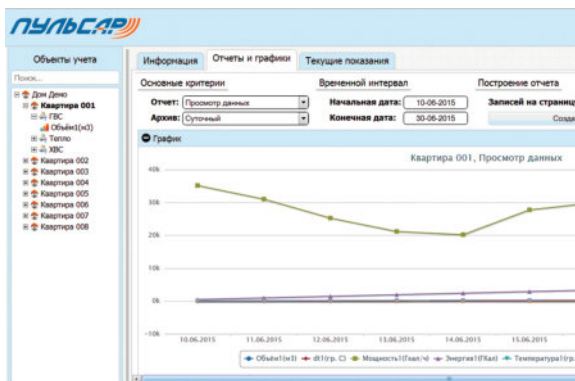 ПУЛЬСАР
Объекты учета
Поиск...
Дом Демо
Квартира 001
ГВС
Объём1(м3)
Тепло
ХВС
Квартира 002
Квартира 003
Квартира 004
Квартира 005
Квартира 006
Квартира 007
Квартира 008
Информация Отчеты и графики Текущие показания
Основные критерии Временной интервал Построение отчета
Отчет: Просмотр данных Начальная дата: 10-06-2015 Записей на страниц
Архив: Суточный Конечная дата: 30-06-2015 Созда
График
Квартира 001, Просмотр данных
40k
30k
20k
10k
0k
-10k
10.06.2015 11.06.2015 12.06.2015 13.06.2015 14.06.2015 15.06.2015
Объём1(м3) dt1(гр. С) Мощность1(Гкал/ч) Энергия1(ГКал) Температура1(гр.